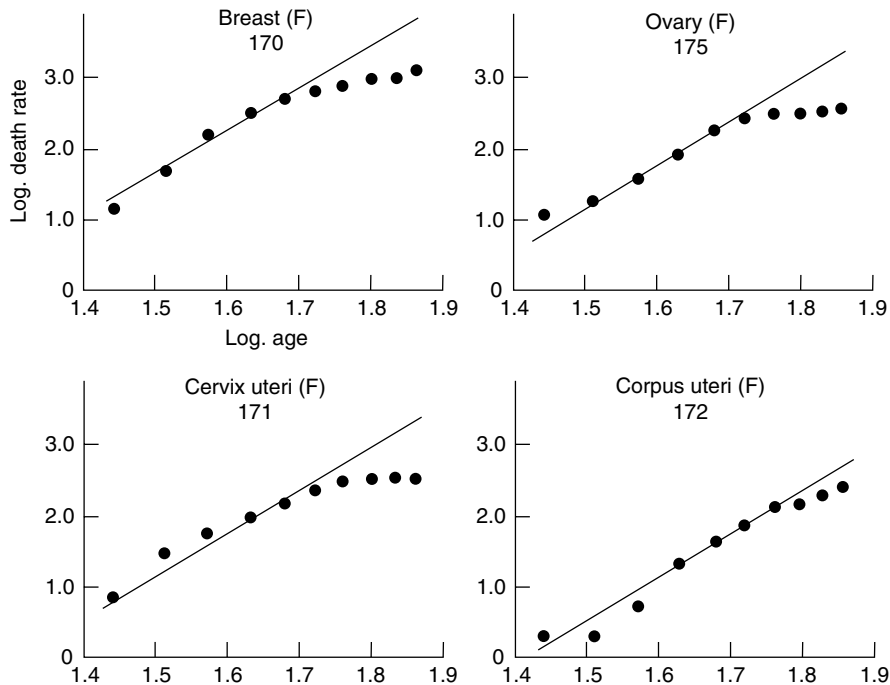 Breast (F)
170
Log. death rate
3.0
2.0
1.0
0
1.4 1.5 1.6 1.7 1.8 1.9
Log. age
Ovary (F)
175
3.0
2.0
1.0
0
1.4 1.5 1.6 1.7 1.8 1.9
Cervix uteri (F)
171
3.0
2.0
1.0
0
1.4 1.5 1.6 1.7 1.8 1.9
Corpus uteri (F)
172
3.0
2.0
1.0
0
1.4 1.5 1.6 1.7 1.8 1.9